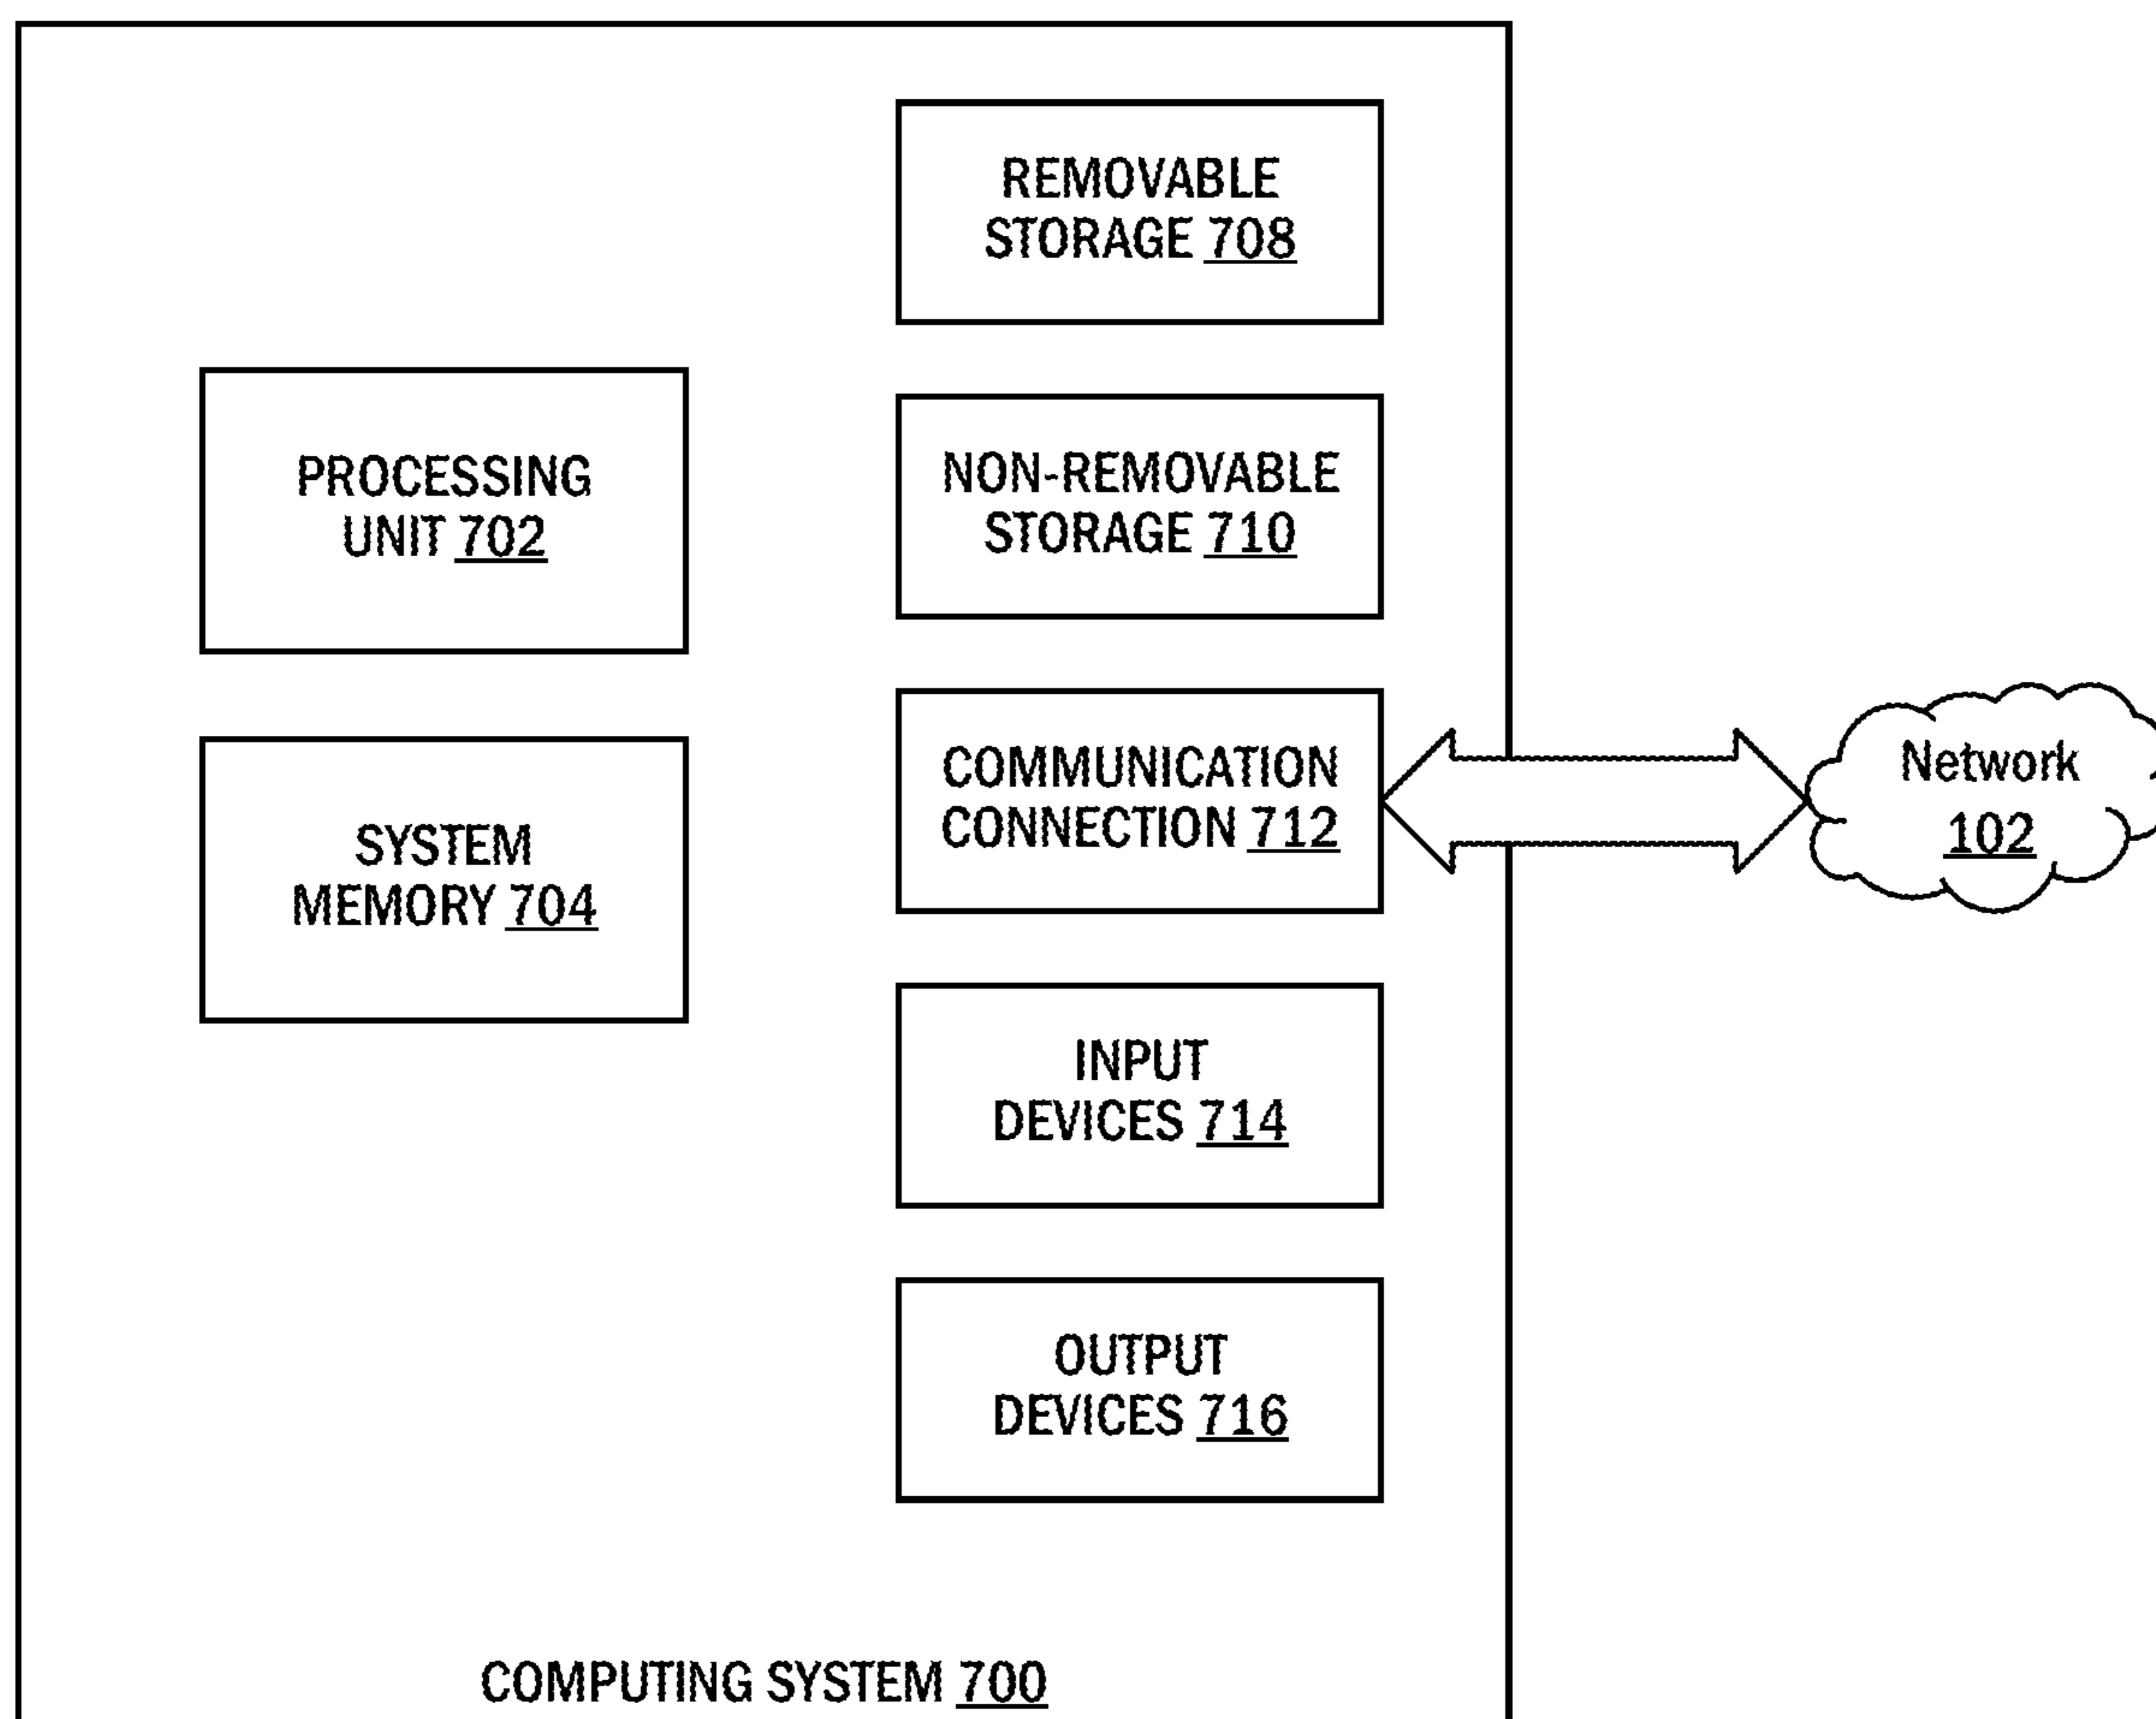 REMOVABLE
STORAGE 708
PROCESSING
UNIT 702
NON-REMOVABLE
STORAGE 710
SYSTEM
MEMORY 704
COMMUNICATION
CONNECTION 712
Network
102
INPUT
DEVICES 714
OUTPUT
DEVICES 716
COMPUTING SYSTEM 700